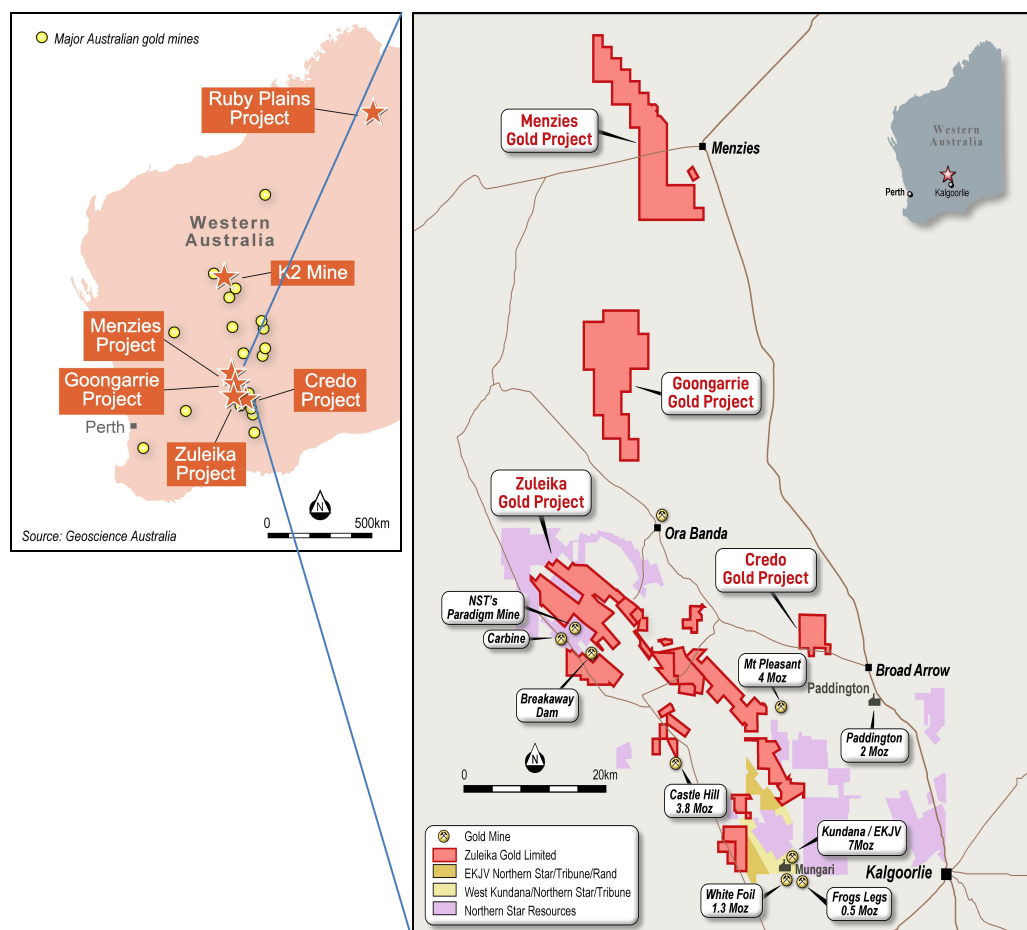 Major Australian gold mines
Ruby Plains
Project
Western
Australia
K2 Mine
Menzies
Project
Goongarrie
Project
Credo
Project
Perth
Zuleika
Project
N
0
500km
Source: Geoscience Australia
Menzies
Gold Project
Menzies
Western
Australia
Perth
Kalgoorlie
Goongarrie
Gold Project
Zuleika
Gold Project
Ora Banda
Credo
Gold Project
NST's
Paradigm Mine
Carbine
Breakaway
Dam
Mt Pleasant
4 Moz
Broad Arrow
Paddington
Paddington
2 Moz
N
0
20km
Castle Hill
3.8 Moz
Kundana / EKJV
7Moz
Mungari
Kalgoorlie
White Foil
1.3 Moz
Frogs Legs
0.5 Moz
Gold Mine
Zuleika Gold Limited
EKJV Northern Star/Tribune/Rand
West Kundana/Northern Star/Tribune
Northern Star Resources